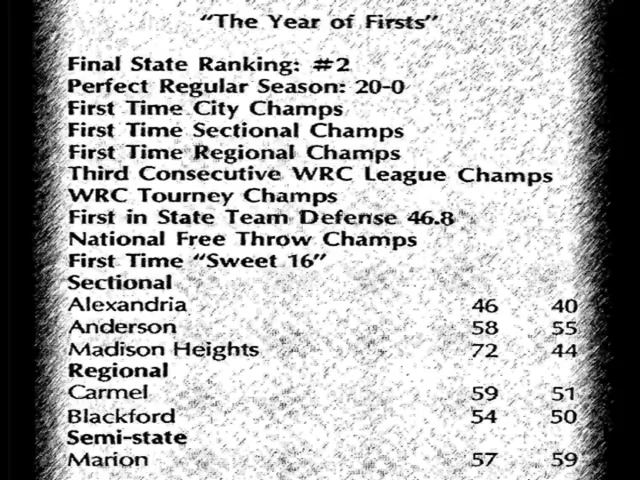 "The Year of Firsts"
Final State Ranking: #2
Perfect Regular Season: 20-0
First Time City Champs
First Time Sectional Champs
First Time Regional Champs
Third Consecutive WRC League Champs
WRC Tourney Champs
First in State Team Defense 46.8
National Free Throw Champs
First Time "Sweet 16"
Sectional
Alexandria 46 40
Anderson 58 55
Madison Heights 72 44
Regional
Carmel 59 51
Blackford 54 50
Semi-state
Marion 57 59